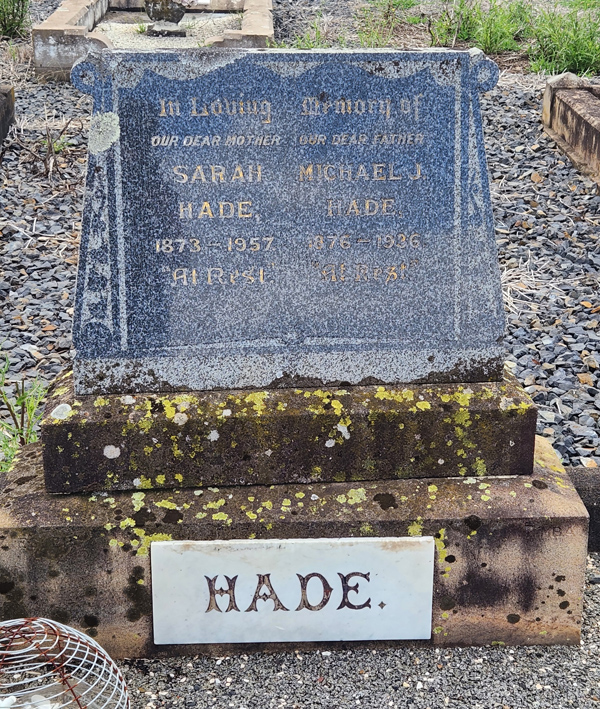 In Loving Memory of
OUR DEAR MOTHER OUR DEAR FATHER
SARAH MICHAEL J.
HADE, HADE,
1873-1957 1876-1936
"At Rest" "At Rest"
HADE.